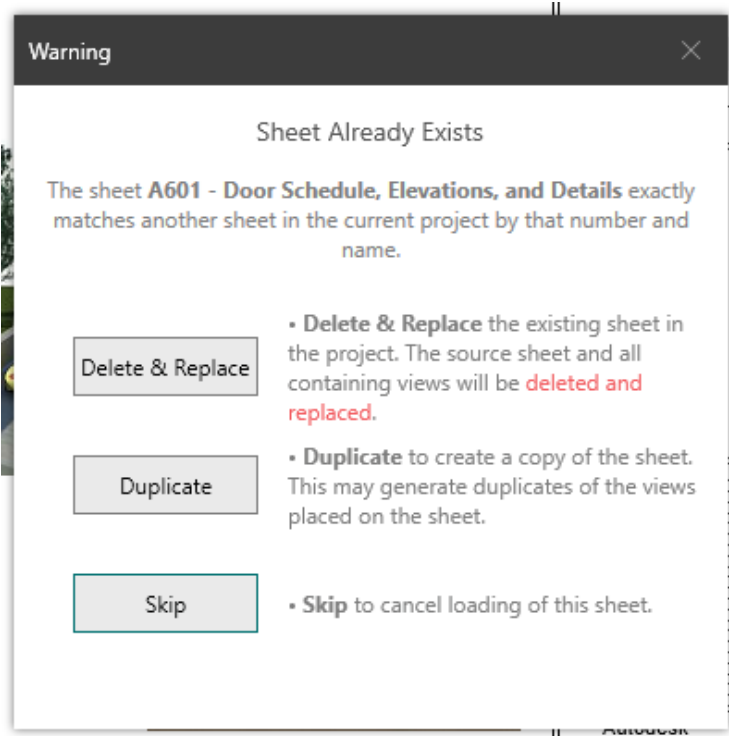 Warning
Sheet Already Exists
The sheet A601 - Door Schedule, Elevations, and Details exactly
matches another sheet in the current project by that number and
name.
Delete & Replace
• Delete & Replace the existing sheet in
the project. The source sheet and all
containing views will be deleted and
replaced.
Duplicate
• Duplicate to create a copy of the sheet.
This may generate duplicates of the views
placed on the sheet.
Skip
• Skip to cancel loading of this sheet.
Autodesk